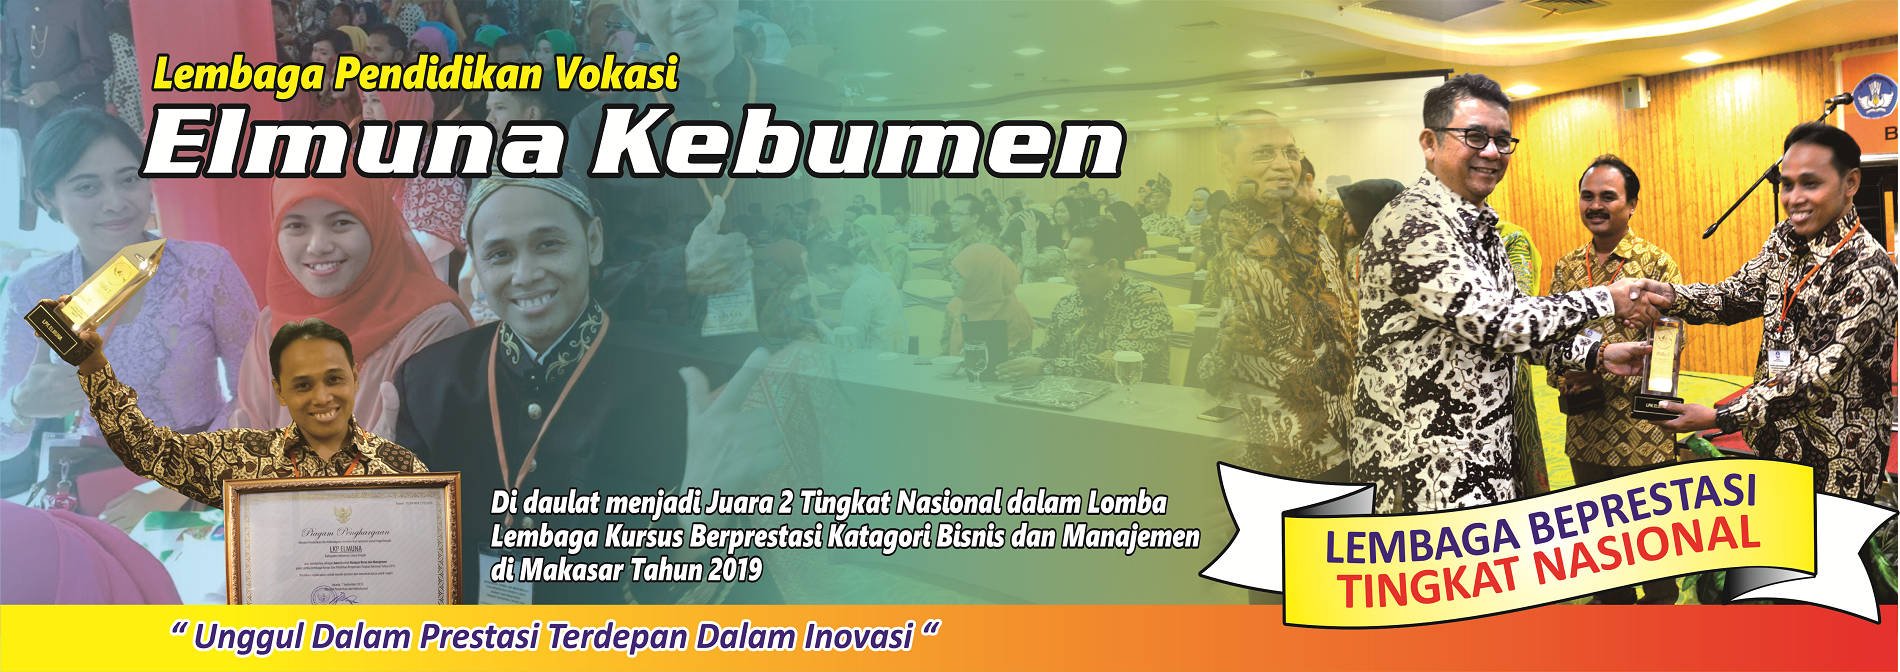 Lembaga Pendidikan Vokasi
Elmuna Kebumen
LPK ELMUNA
Piagam Penghargaan
LKP ELMUNA
Di daulat menjadi Juara 2 Tingkat Nasional dalam Lomba
Lembaga Kursus Berprestasi Katagori Bisnis dan Manajemen
di Makasar Tahun 2019
LEMBAGA BEPRESTASI
TINGKAT NASIONAL
“ Unggul Dalam Prestasi Terdepan Dalam Inovasi “